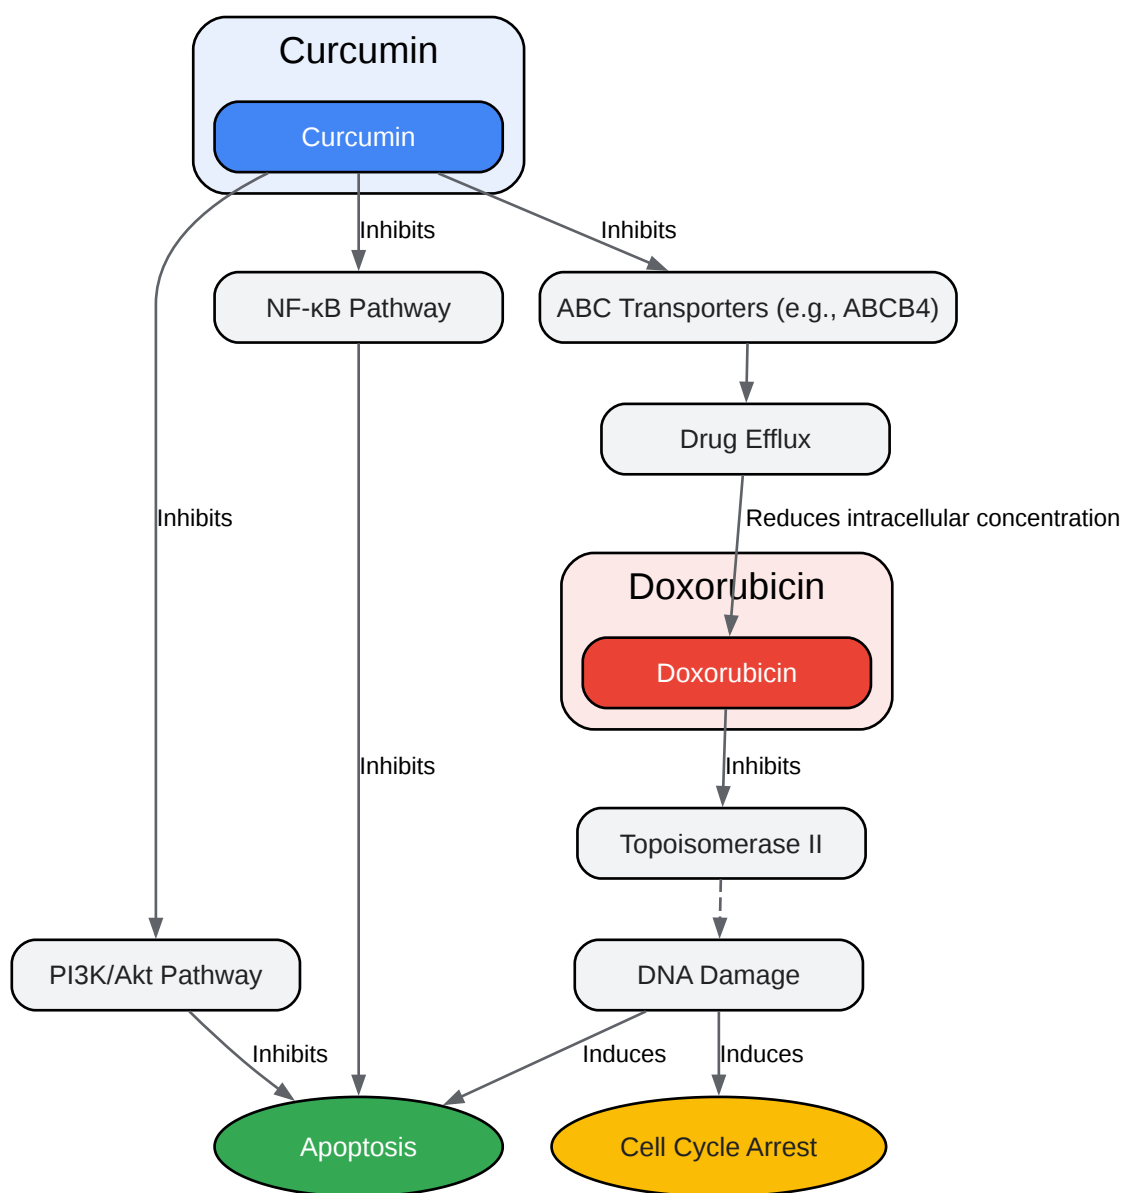 Curcumin
Curcumin
Inhibits
Inhibits
NF-κB Pathway
ABC Transporters (e.g., ABCB4)
Drug Efflux
Inhibits
Reduces intracellular concentration
Doxorubicin
Doxorubicin
Inhibits
Inhibits
Topoisomerase II
PI3K/Akt Pathway
DNA Damage
Inhibits
Induces
Induces
Apoptosis
Cell Cycle Arrest